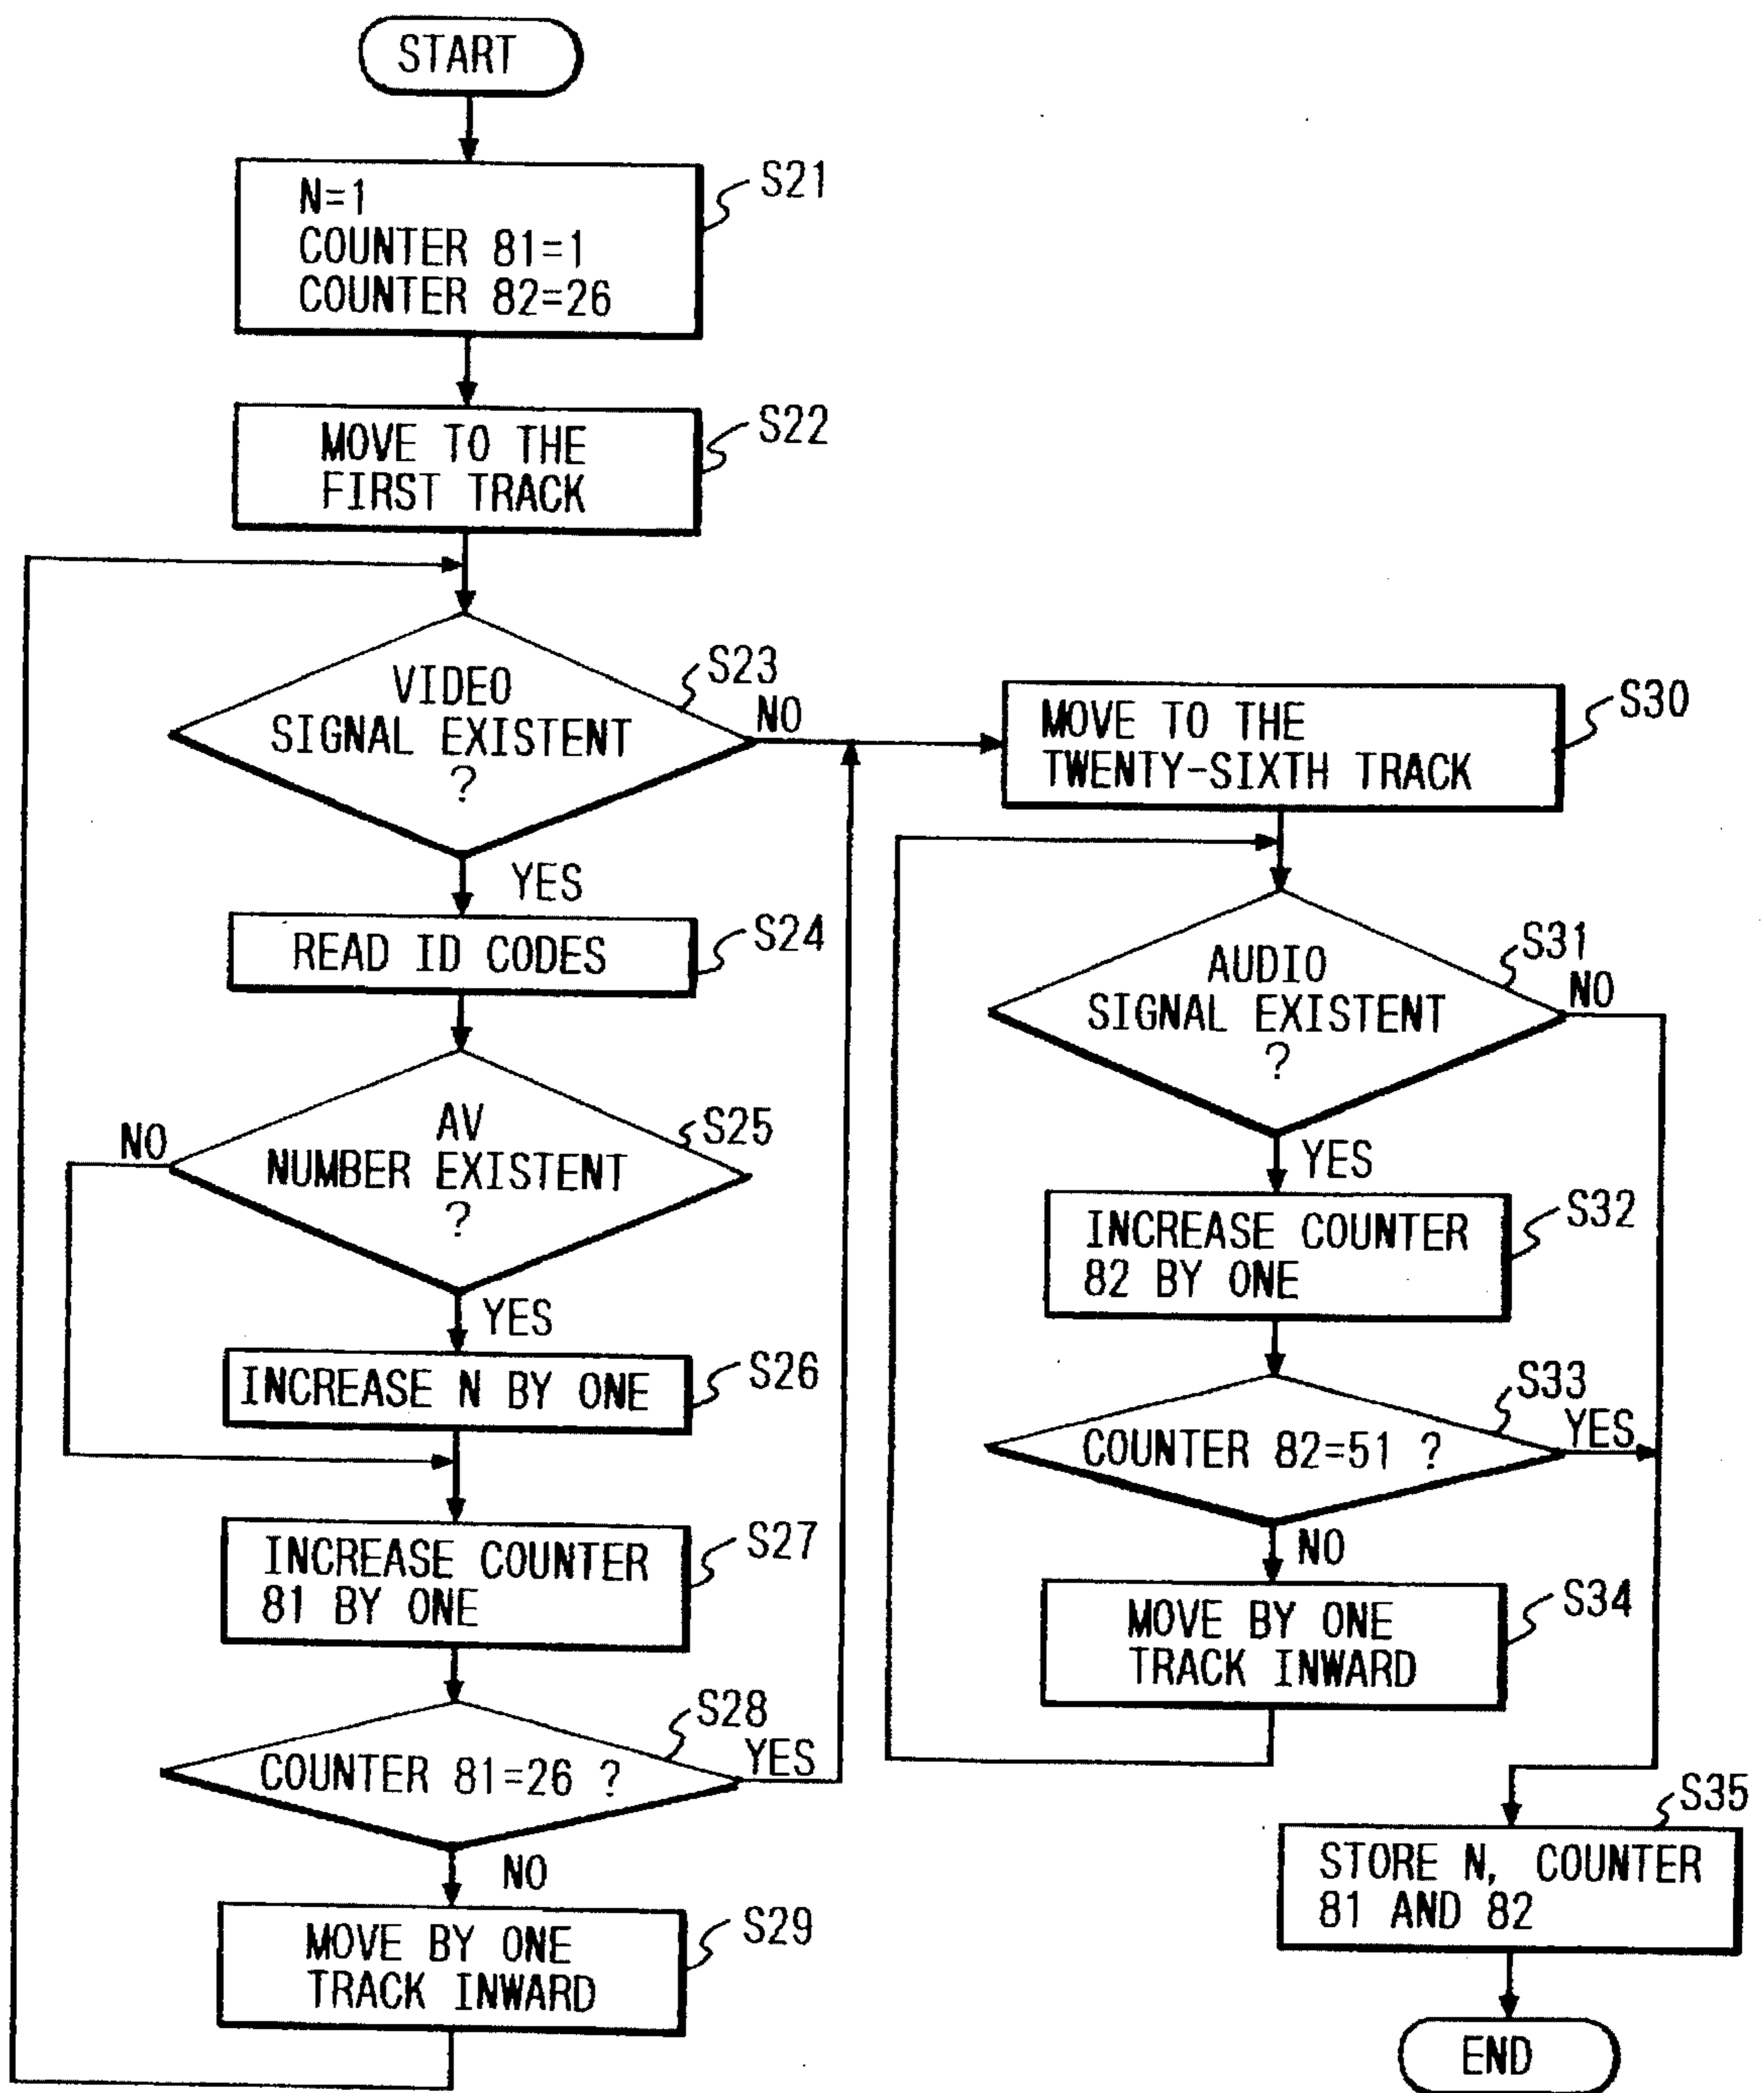 START
N=1
COUNTER 81=1
COUNTER 82=26
S21
MOVE TO THE
FIRST TRACK
S22
VIDEO
SIGNAL EXISTENT
?
S23
NO
YES
READ ID CODES
S24
AV
NUMBER EXISTENT
?
S25
NO
YES
INCREASE N BY ONE
S26
INCREASE COUNTER
81 BY ONE
S27
COUNTER 81=26 ?
S28
YES
NO
MOVE BY ONE
TRACK INWARD
S29
MOVE TO THE
TWENTY-SIXTH TRACK
S30
AUDIO
SIGNAL EXISTENT
?
S31
NO
YES
INCREASE COUNTER
82 BY ONE
S32
COUNTER 82=51 ?
S33
YES
NO
MOVE BY ONE
TRACK INWARD
S34
STORE N, COUNTER
81 AND 82
S35
END